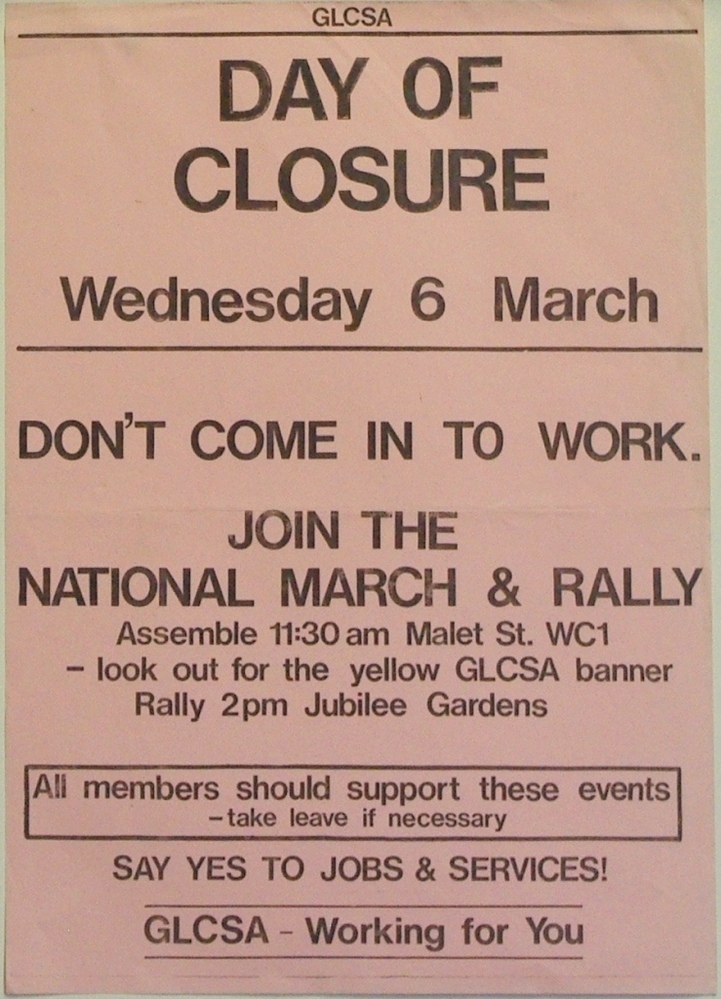 GLCSA
DAY OF
CLOSURE
Wednesday 6 March
DON'T COME IN TO WORK.
JOIN THE
NATIONAL MARCH & RALLY
Assemble 11:30 am Malet St. WC1
– look out for the yellow GLCSA banner
Rally 2pm Jubilee Gardens
All members should support these events
– take leave if necessary
SAY YES TO JOBS & SERVICES!
GLCSA – Working for You